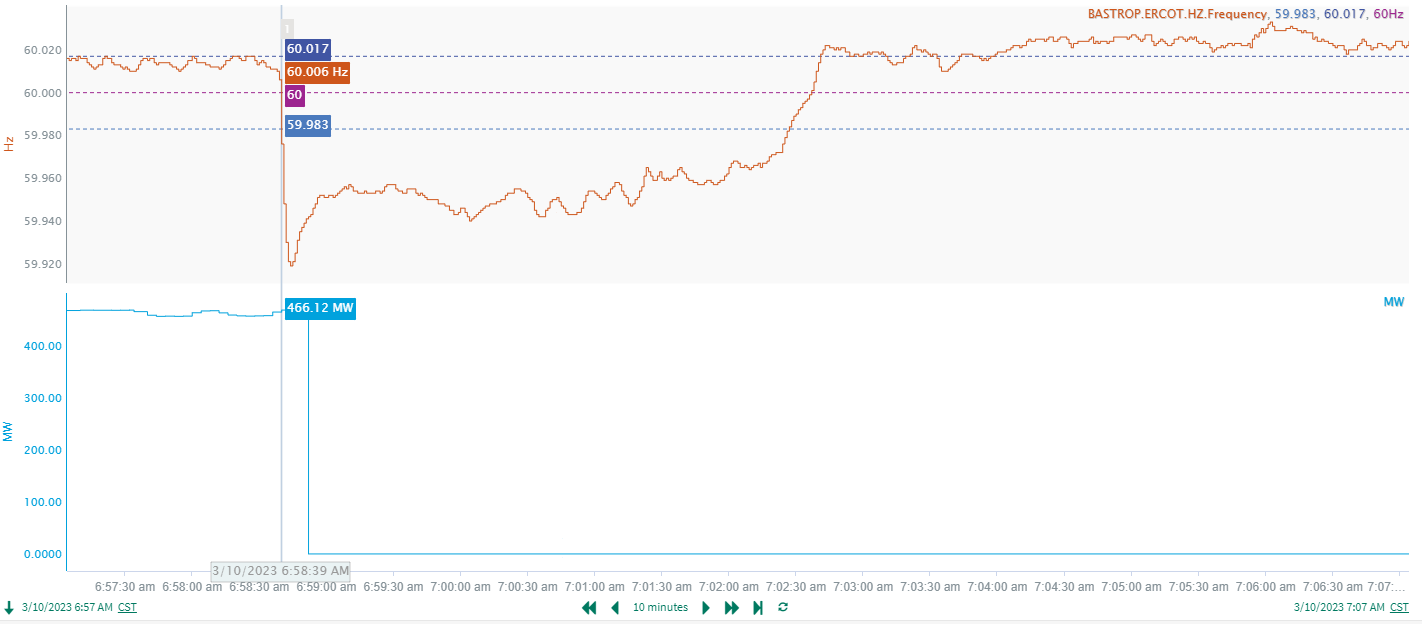 BASTROP.ERCOT.HZ.Frequency, 59.983, 60.017, 60Hz
1
60.017
60.006 Hz
60
59.983
60.020
60.000
59.980
59.960
59.940
59.920
Hz
466.12 MW
MW
400.00
300.00
200.00
100.00
0.0000
MW
3/10/2023 6:58:39 AM
6:57:30 am 6:58:00 am 6:58:30 am 6:59:00 am 6:59:30 am 7:00:00 am 7:00:30 am 7:01:00 am 7:01:30 am 7:02:00 am 7:02:30 am 7:03:00 am 7:03:30 am 7:04:00 am 7:04:30 am 7:05:00 am 7:05:30 am 7:06:00 am 7:06:30 am 7:07:...
3/10/2023 6:57 AM CST
10 minutes
3/10/2023 7:07 AM CST